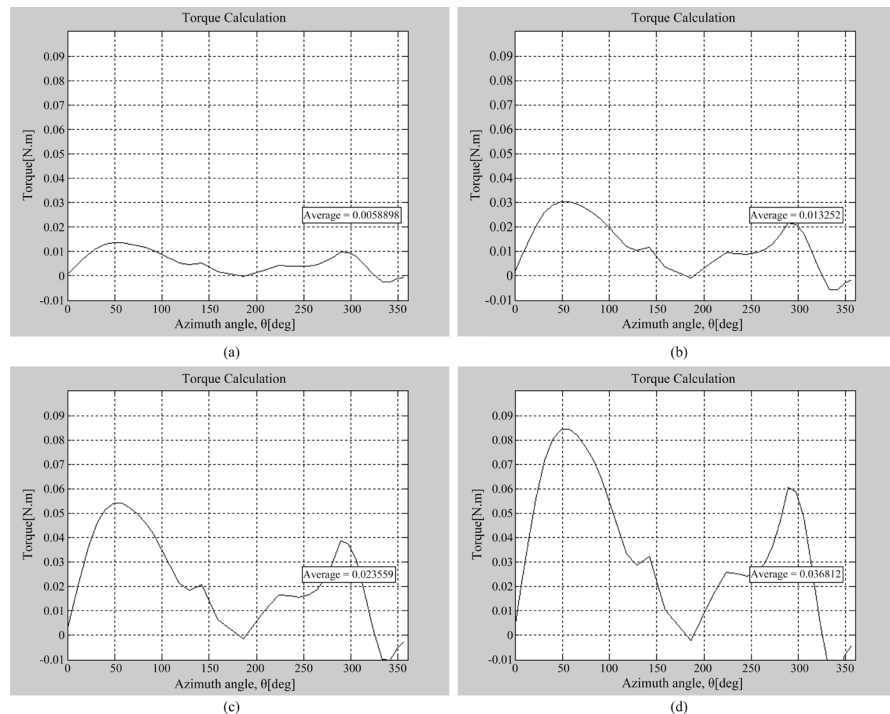 Torque Calculation
0.09
0.08
0.07
0.06
0.05
0.04
0.03
0.02
0.01
0
-0.01
Torque[N.m]
Average = 0.0058898
0 50 100 150 200 250 300 350
Azimuth angle, θ[deg]
(a)
Torque Calculation
0.09
0.08
0.07
0.06
0.05
0.04
0.03
0.02
0.01
0
-0.01
Torque[N.m]
Average = 0.013252
0 50 100 150 200 250 300 350
Azimuth angle, θ[deg]
(b)
Torque Calculation
0.09
0.08
0.07
0.06
0.05
0.04
0.03
0.02
0.01
0
-0.01
Torque[N.m]
Average = 0.023559
0 50 100 150 200 250 300 350
Azimuth angle, θ[deg]
(c)
Torque Calculation
0.09
0.08
0.07
0.06
0.05
0.04
0.03
0.02
0.01
0
-0.01
Torque[N.m]
Average = 0.036812
0 50 100 150 200 250 300 350
Azimuth angle, θ[deg]
(d)